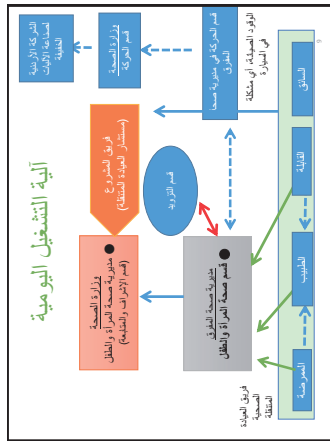 آلية التشغيل اليومية
فريق المشروع
(مستشار العيادة المتنقلة)
● وزارة الصحة
مديرية صحة المرأة والطفل
(قسم الإشراف والمتابعة)
قسم التزويد
● قسم صحة المرأة والطفل
مديرية صحة المفرق
الشركة الأردنية
لصناعة الآليات
الخفيفة
وزارة الصحة
قسم الحركة
قسم الحركة في مديرية صحة
المفرق
الوقود الصيانة، أي مشكلة
في السيارة
السائق
القابلة
الطبيب
الممرضة
فريق العيادة
الصحية
المتنقلة